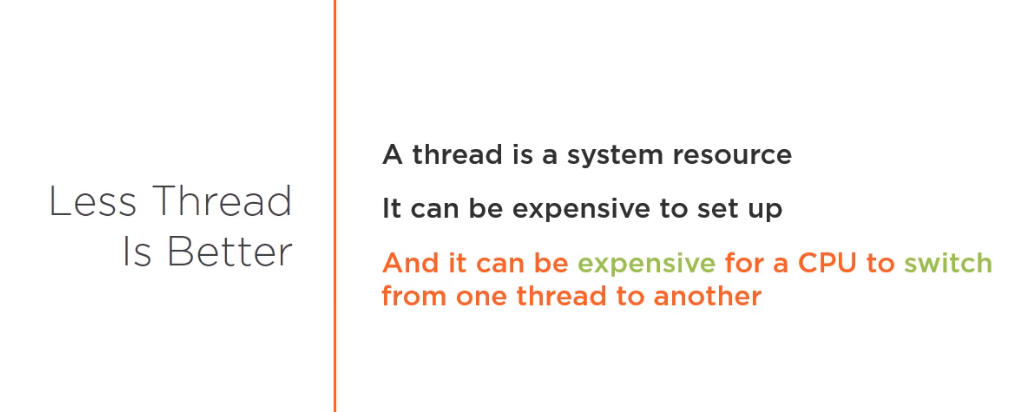 Less Thread
Is Better
A thread is a system resource
It can be expensive to set up
And it can be expensive for a CPU to switch
from one thread to another